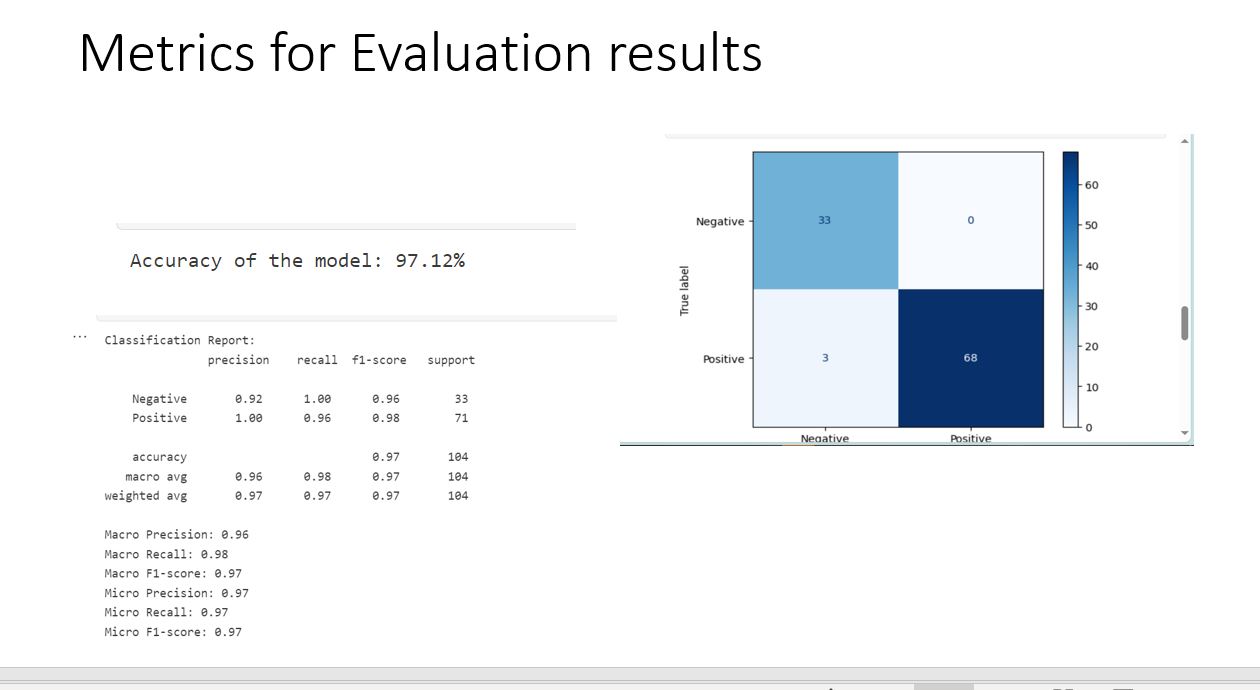 Metrics for Evaluation results
Accuracy of the model: 97.12%
...
Classification Report:
precision recall f1-score support
Negative 0.92 1.00 0.96 33
Positive 1.00 0.96 0.98 71
accuracy 0.97 104
macro avg 0.96 0.98 0.97 104
weighted avg 0.97 0.97 0.97 104
Macro Precision: 0.96
Macro Recall: 0.98
Macro F1-score: 0.97
Micro Precision: 0.97
Micro Recall: 0.97
Micro F1-score: 0.97
True label
Negative 33 0
Positive 3 68
Negative Positive
60
50
40
30
20
10
0